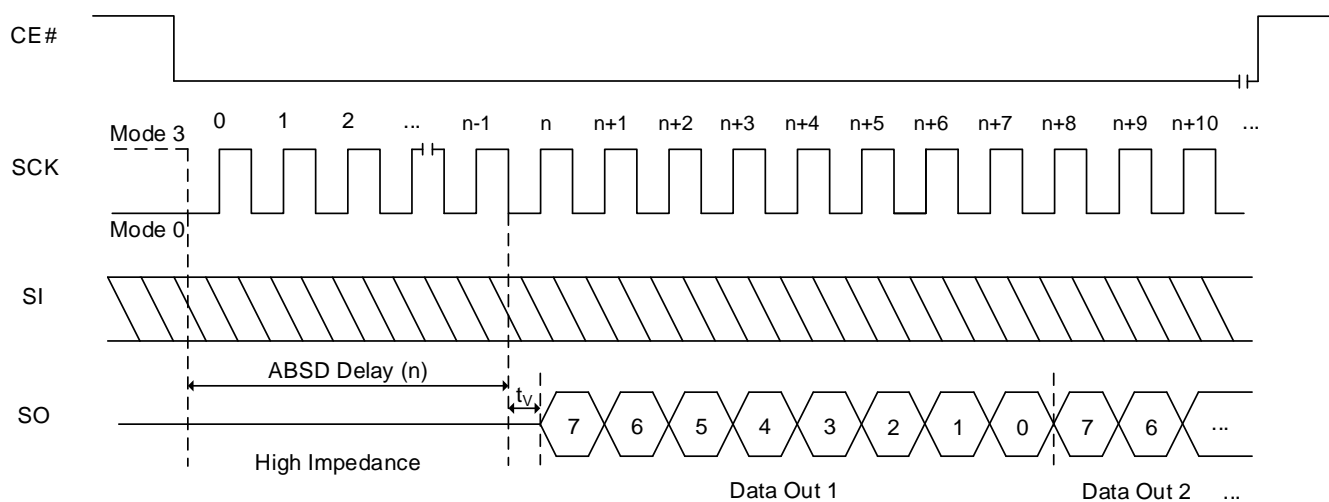 CE#
Mode 3
0 1 2 ... n-1 n n+1 n+2 n+3 n+4 n+5 n+6 n+7 n+8 n+9 n+10 ...
SCK
Mode 0
SI
ABSD Delay (n)
tV
SO
7 6 5 4 3 2 1 0 7 6 ...
High Impedance
Data Out 1 Data Out 2 ...